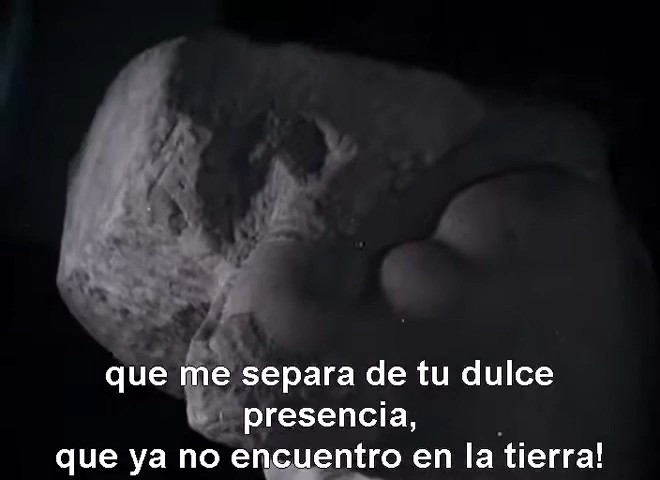 que me separa de tu dulce
presencia,
que ya no encuentro en la tierra!